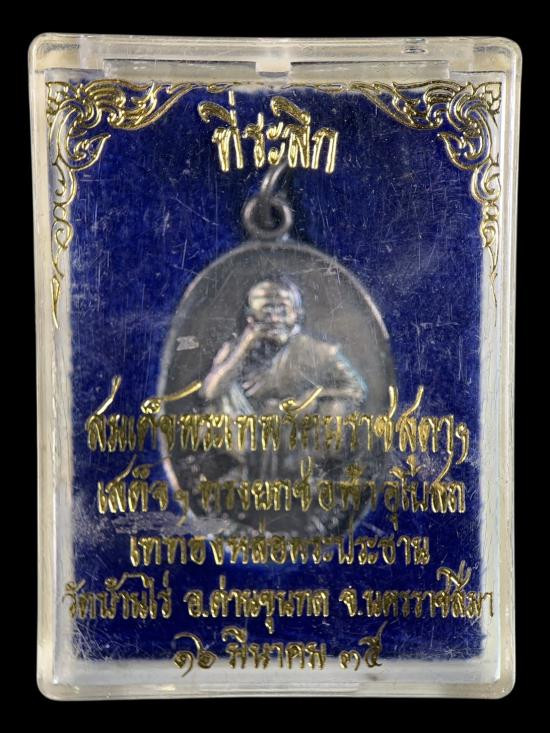 ที่ระลึก
สมเด็จพระเทพรัตนราชสุดาฯ
เสด็จฯ ทรงยกช่อฟ้าอุโบสถ
เททองหล่อพระประธาน
วัดบ้านไร่ อ.ด่านขุนทด จ.นครราชสีมา
๑๖ มีนาคม ๓๕